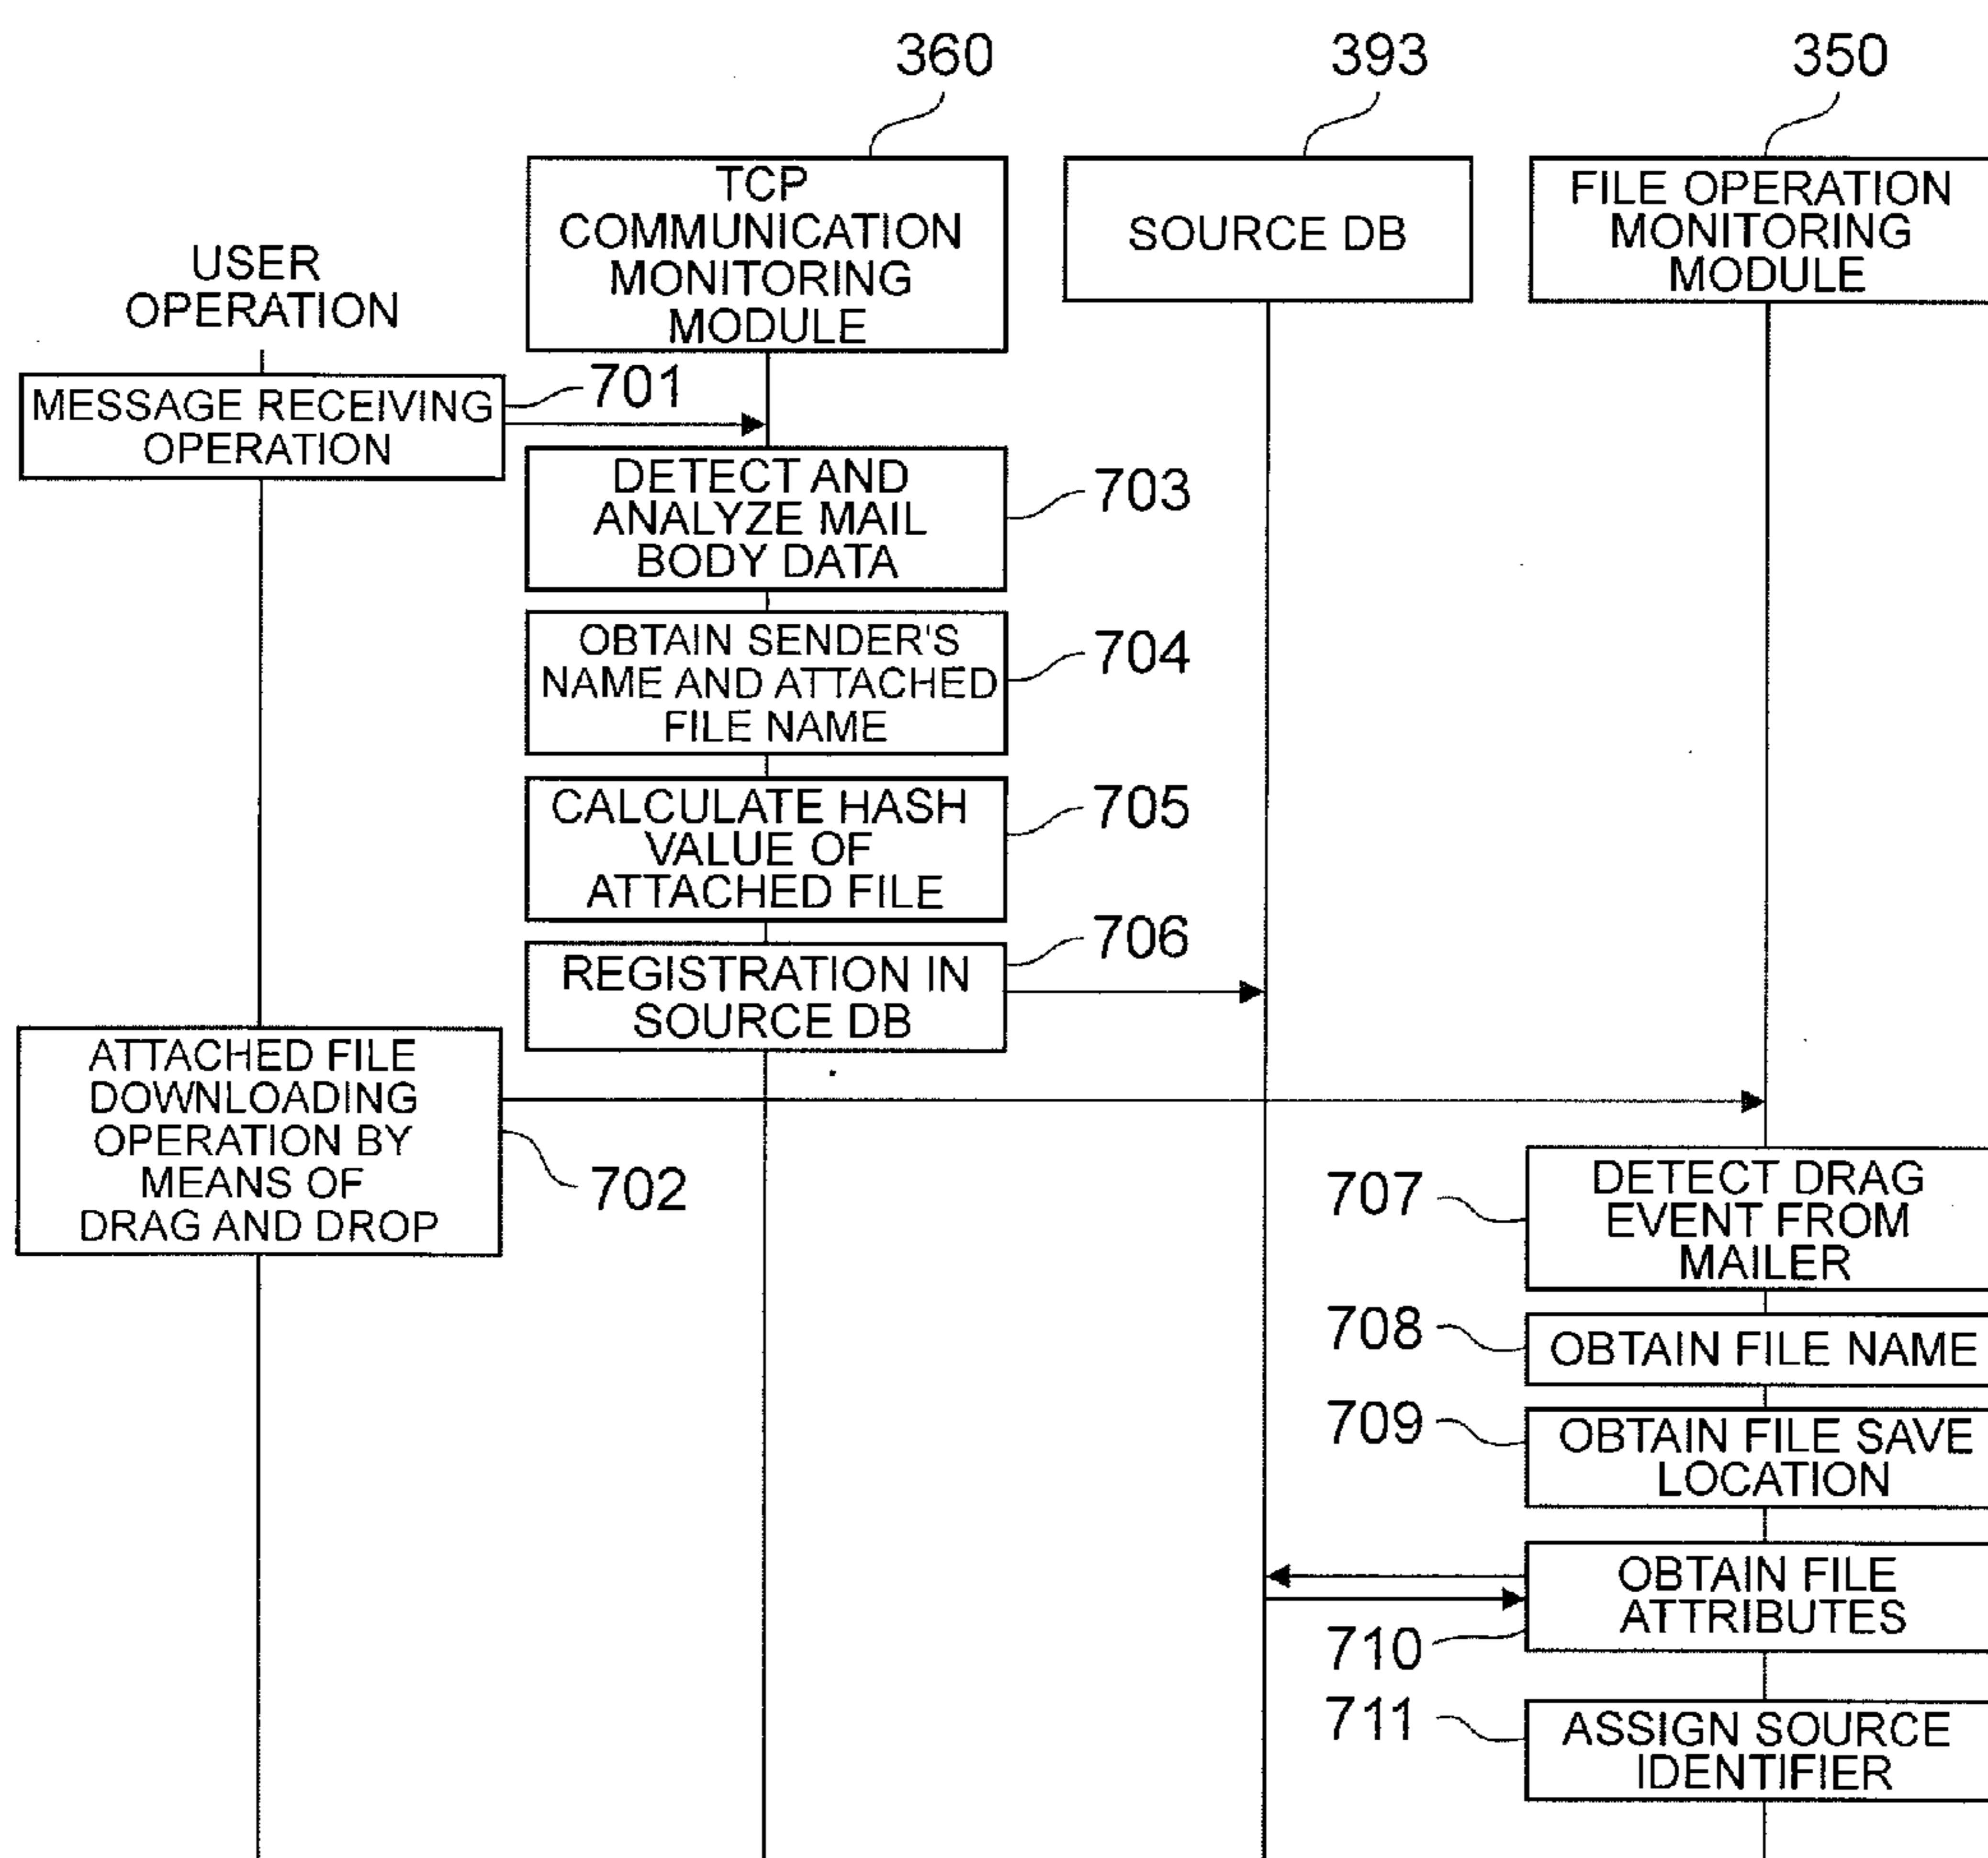 360
393
350
TCP
COMMUNICATION
MONITORING
MODULE
SOURCE DB
FILE OPERATION
MONITORING
MODULE
USER
OPERATION
MESSAGE RECEIVING
OPERATION
701
DETECT AND
ANALYZE MAIL
BODY DATA
703
OBTAIN SENDER'S
NAME AND ATTACHED
FILE NAME
704
CALCULATE HASH
VALUE OF
ATTACHED FILE
705
REGISTRATION IN
SOURCE DB
706
ATTACHED FILE
DOWNLOADING
OPERATION BY
MEANS OF
DRAG AND DROP
702
707
DETECT DRAG
EVENT FROM
MAILER
708
OBTAIN FILE NAME
709
OBTAIN FILE SAVE
LOCATION
710
OBTAIN FILE
ATTRIBUTES
711
ASSIGN SOURCE
IDENTIFIER